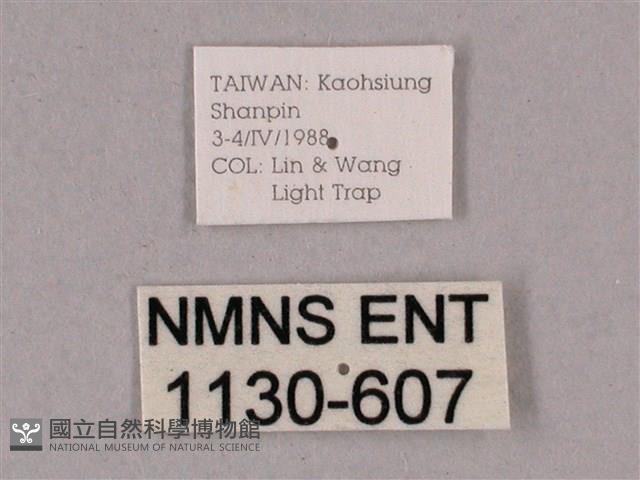 TAIWAN: Kaohsiung
Shanpin
3-4/IV/1988
COL: Lin & Wang
Light Trap
NMNS ENT
1130-607
國立自然科學博物館
NATIONAL MUSEUM OF NATURAL SCIENCE